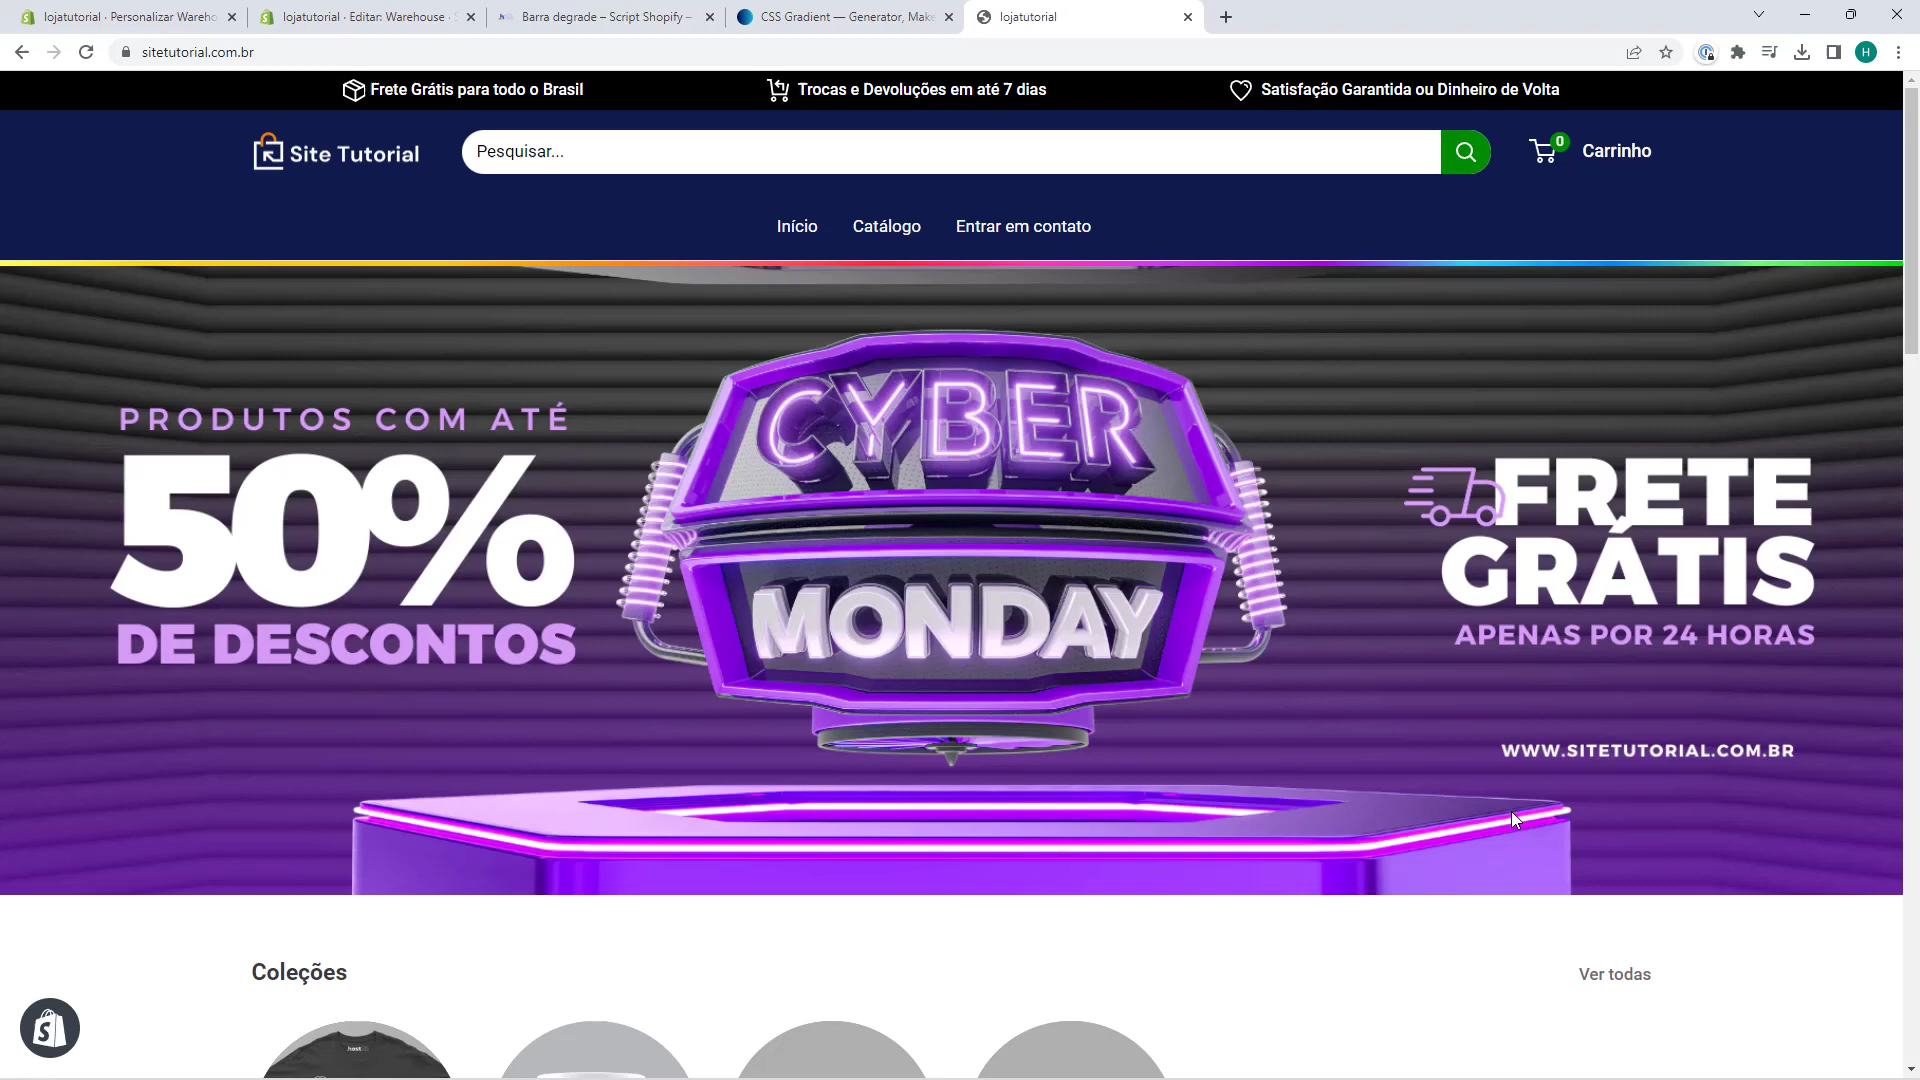 lojatutorial · Personalizar Wareho
lojatutorial · Editar: Warehouse ·
Barra degrade – Script Shopify –
CSS Gradient — Generator, Make
lojatutorial
sitetutorial.com.br
H
Frete Grátis para todo o Brasil
Trocas e Devoluções em até 7 dias
Satisfação Garantida ou Dinheiro de Volta
Site Tutorial
Pesquisar...
0
Carrinho
Início
Catálogo
Entrar em contato
PRODUTOS COM ATÉ
50%
DE DESCONTOS
CYBER
MONDAY
FRETE
GRÁTIS
APENAS POR 24 HORAS
WWW.SITETUTORIAL.COM.BR
Coleções
Ver todas